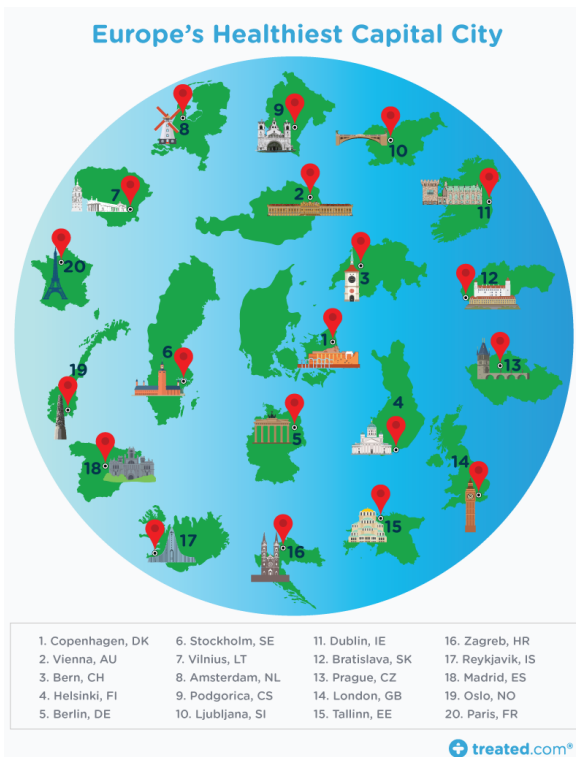 Europe's Healthiest Capital City
8
9
10
7
2
11
20
3
12
1
13
6
19
4
5
18
14
15
17
16
1. Copenhagen, DK
2. Vienna, AU
3. Bern, CH
4. Helsinki, FI
5. Berlin, DE
6. Stockholm, SE
7. Vilnius, LT
8. Amsterdam, NL
9. Podgorica, CS
10. Ljubljana, SI
11. Dublin, IE
12. Bratislava, SK
13. Prague, CZ
14. London, GB
15. Tallinn, EE
16. Zagreb, HR
17. Reykjavik, IS
18. Madrid, ES
19. Oslo, NO
20. Paris, FR
treated.com®